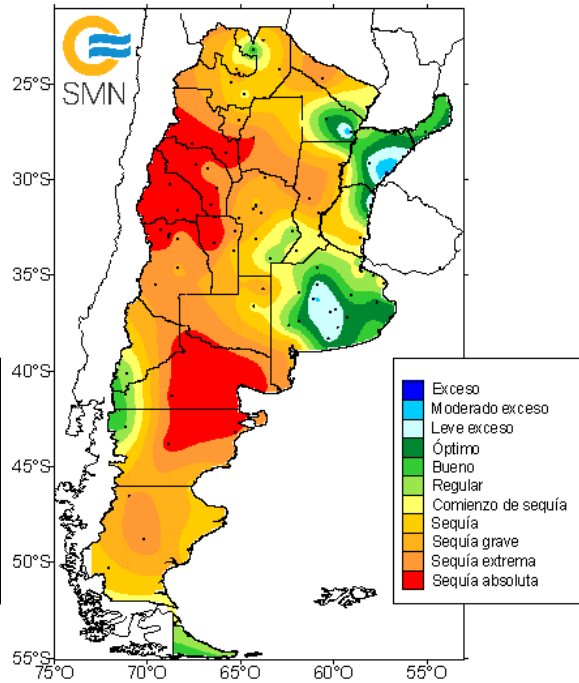 SMN
25°S
30°S
35°S
40°S
45°S
50°S
55°S
75°O 70°O 65°O 60°O 55°O
Exceso
Moderado exceso
Leve exceso
Óptimo
Bueno
Regular
Comienzo de sequía
Sequía
Sequía grave
Sequía extrema
Sequía absoluta